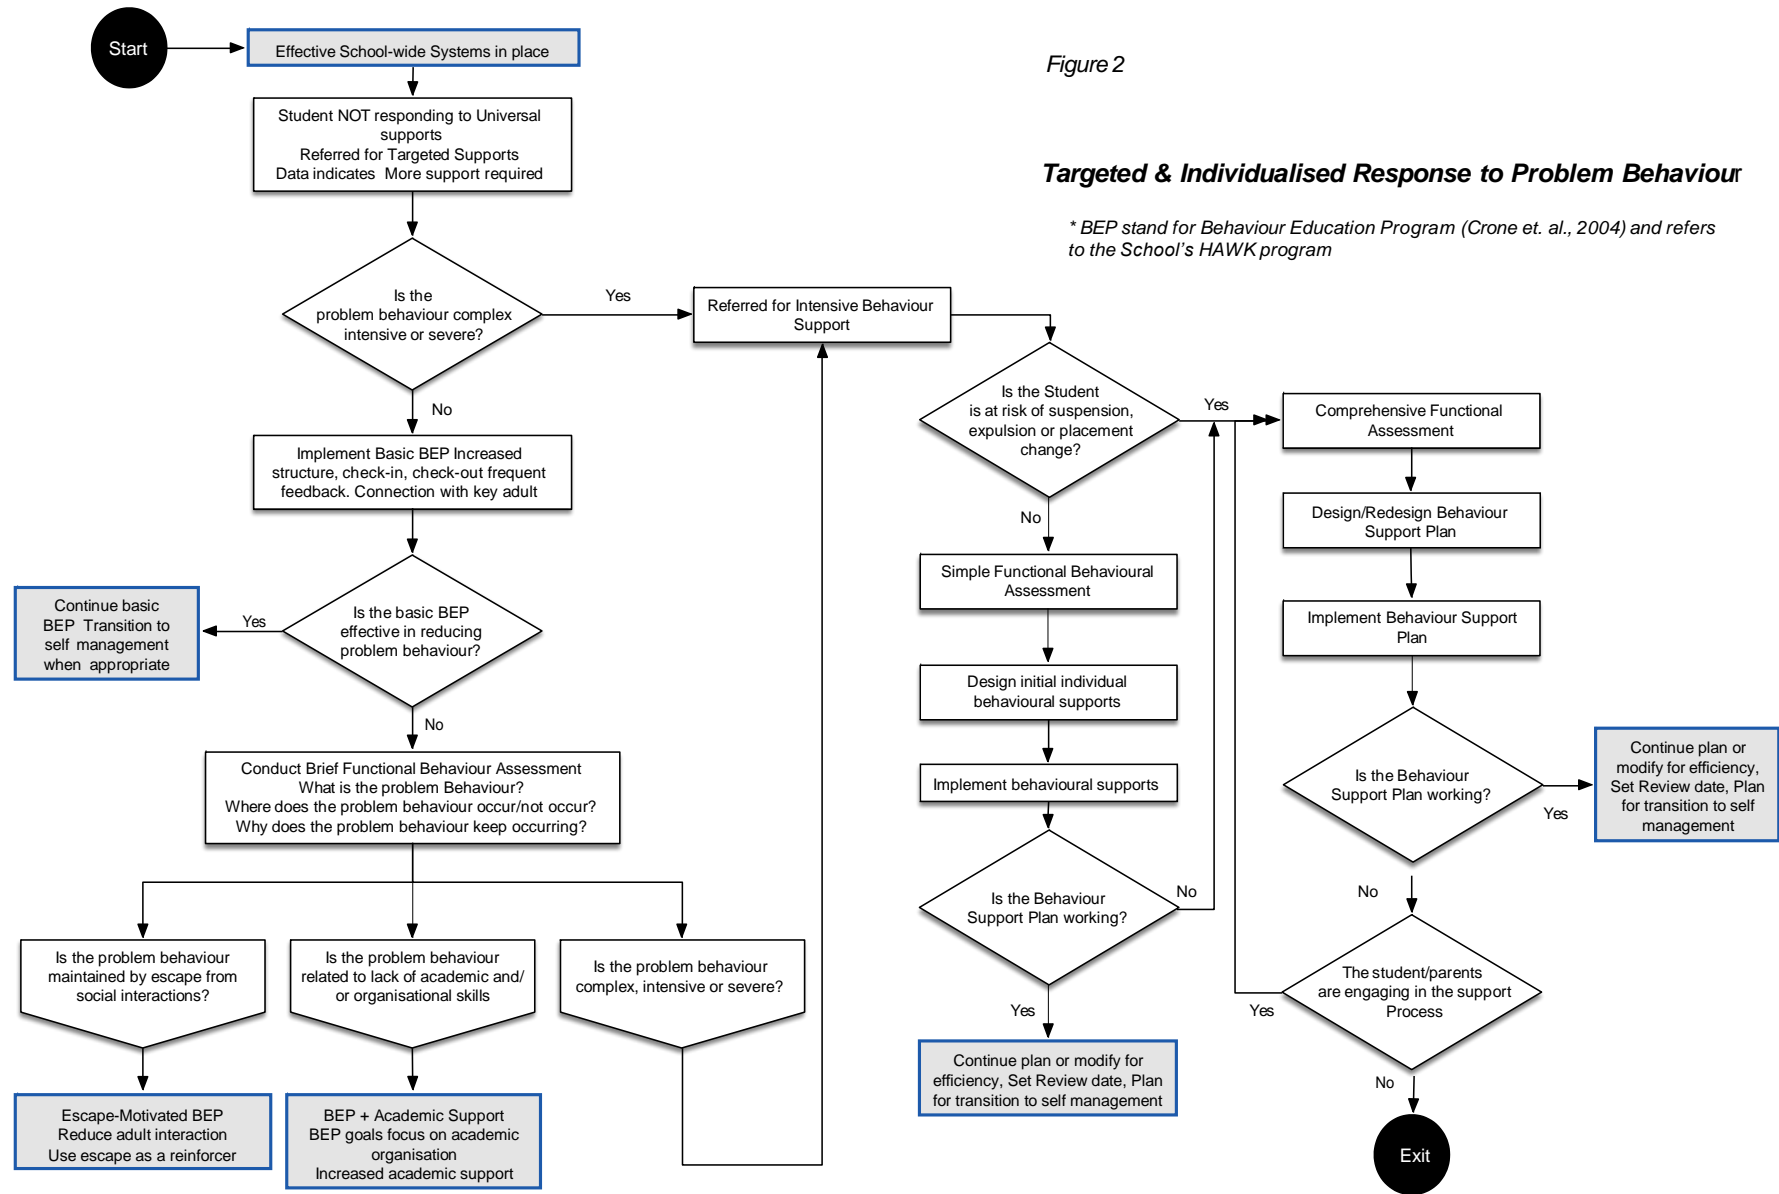 Start
Effective School-wide Systems in place
Figure 2
Student NOT responding to Universal
supports
Referred for Targeted Supports
Data indicates More support required
Targeted & Individualised Response to Problem Behaviour
* BEP stand for Behaviour Education Program (Crone et. al., 2004) and refers
to the School's HAWK program
Is the
problem behaviour complex
intensive or severe?
Yes
No
Referred for Intensive Behaviour
Support
Implement Basic BEP Increased
structure, check-in, check-out frequent
feedback. Connection with key adult
Is the basic BEP
effective in reducing
problem behaviour?
Yes
Continue basic
BEP Transition to
self management
when appropriate
No
Conduct Brief Functional Behaviour Assessment
What is the problem Behaviour?
Where does the problem behaviour occur/not occur?
Why does the problem behaviour keep occurring?
Is the problem behaviour
maintained by escape from
social interactions?
Is the problem behaviour
related to lack of academic and/
or organisational skills
Is the problem behaviour
complex, intensive or severe?
Escape-Motivated BEP
Reduce adult interaction
Use escape as a reinforcer
BEP + Academic Support
BEP goals focus on academic
organisation
Increased academic support
Is the Student
is at risk of suspension,
expulsion or placement
change?
Yes
No
Simple Functional Behavioural
Assessment
Design initial individual
behavioural supports
Implement behavioural supports
Is the Behaviour
Support Plan working?
No
Yes
Continue plan or modify for
efficiency, Set Review date, Plan
for transition to self management
Comprehensive Functional
Assessment
Design/Redesign Behaviour
Support Plan
Implement Behaviour Support
Plan
Is the Behaviour
Support Plan working?
Yes
Continue plan or
modify for efficiency,
Set Review date, Plan
for transition to self
management
No
The student/parents
are engaging in the support
Process
Yes
No
Exit